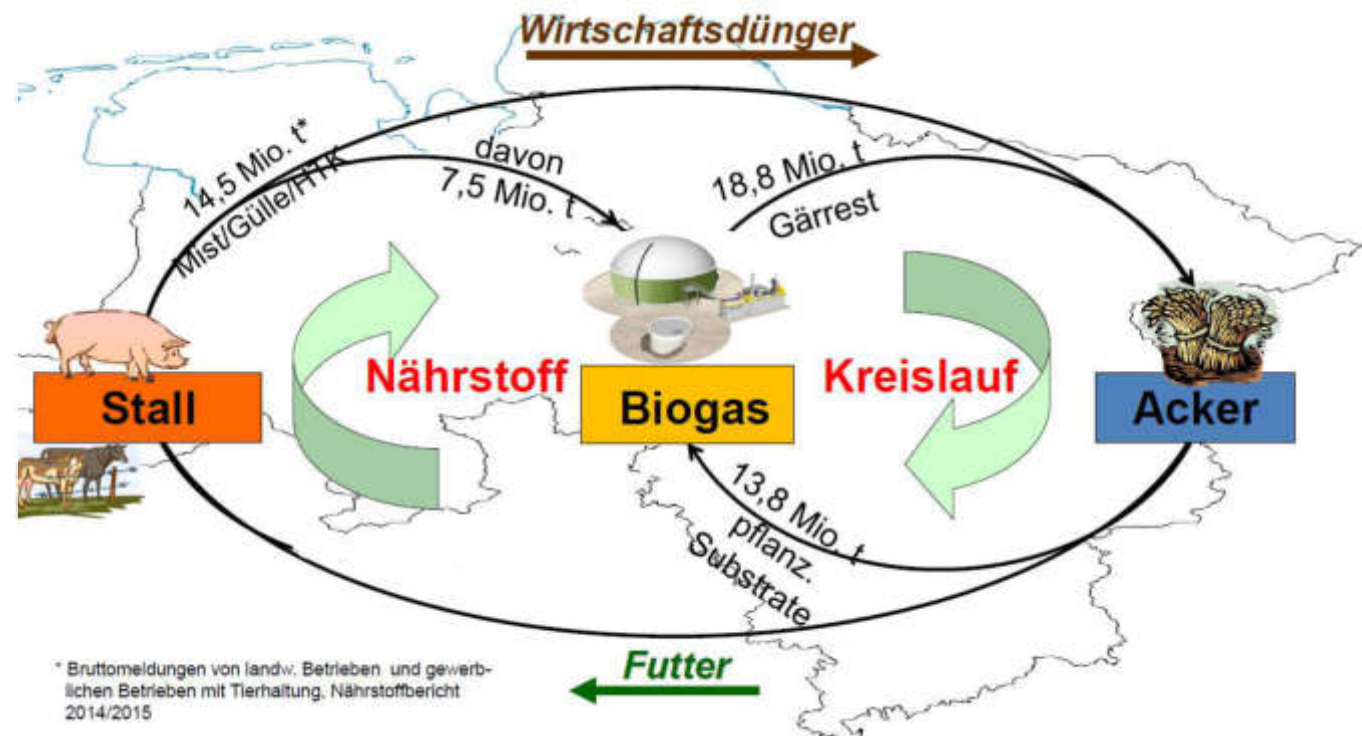 Wirtschaftsdünger
14,5 Mio. t*
Mist/Gülle/HTK
davon
7,5 Mio. t
18,8 Mio. t
Gärrest
Nährstoff
Kreislauf
Stall
Biogas
Acker
13,8 Mio. t
pflanz.
Substrate
Futter
* Bruttomeldungen von landw. Betrieben und gewerb-
lichen Betrieben mit Tierhaltung, Nährstoffbericht
2014/2015